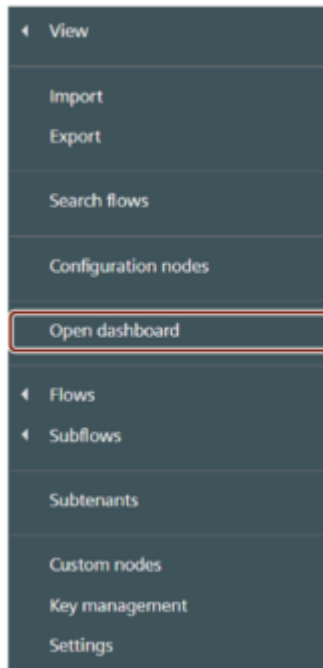 View
Import
Export
Search flows
Configuration nodes
Open dashboard
Flows
Subflows
Subtenants
Custom nodes
Key management
Settings